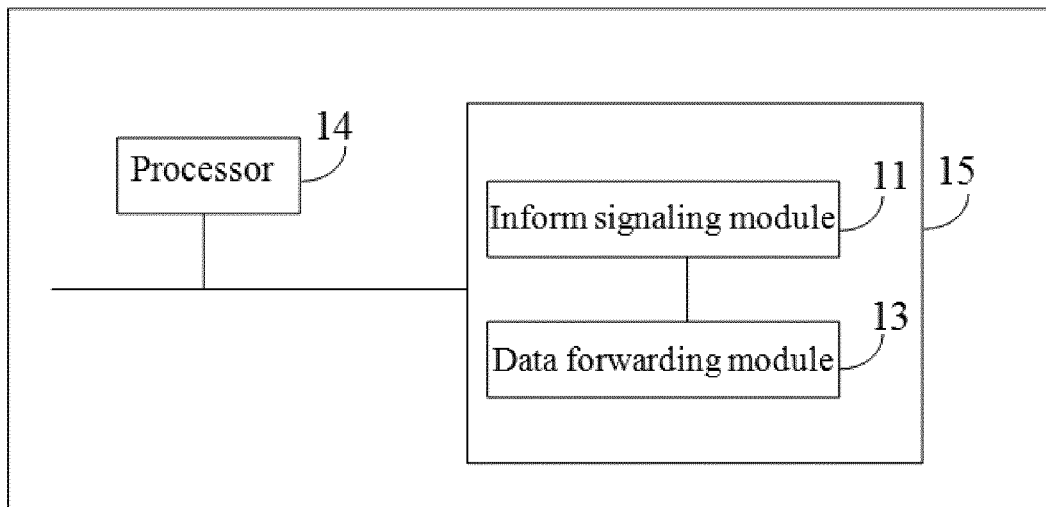 14
Processor
11
15
Inform signaling module
13
Data forwarding module